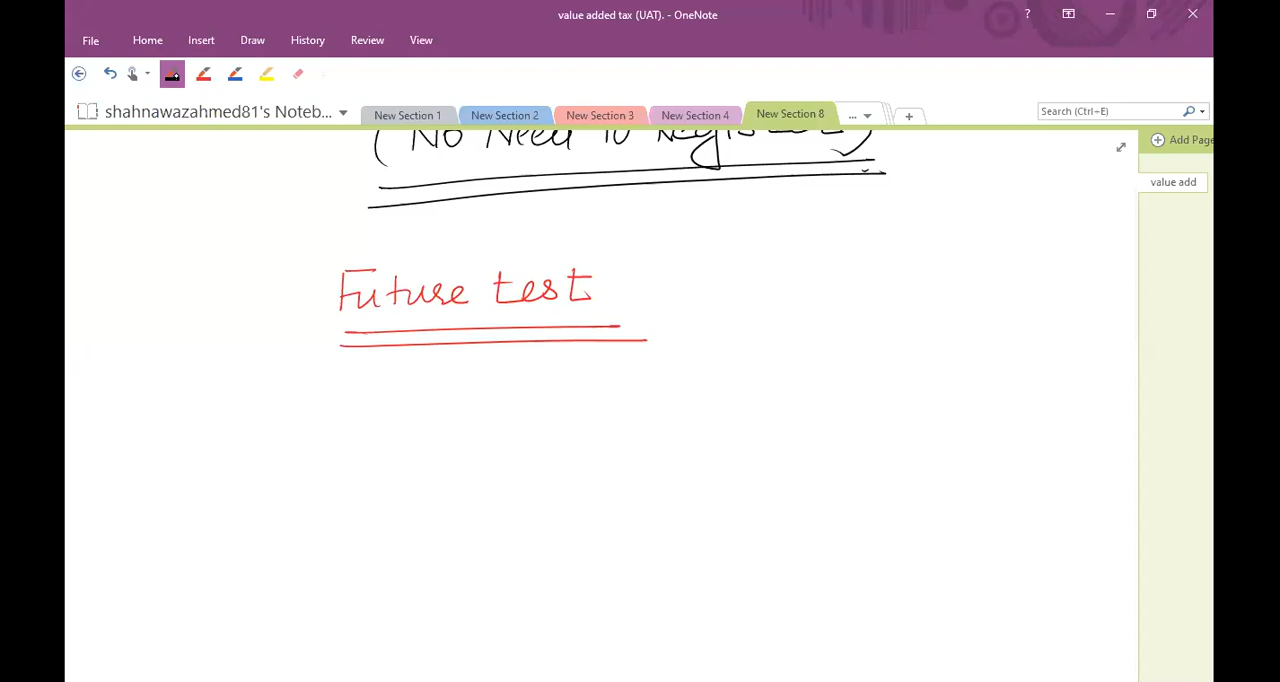 value added tax (UAT). - OneNote
?
File Home Insert Draw History Review View
shahnawazahmed81's Noteb... New Section 1 New Section 2 New Section 3 New Section 4 New Section 8 ... + Search (Ctrl+E)
(No Need to Register)
Add Page
value add
Future test